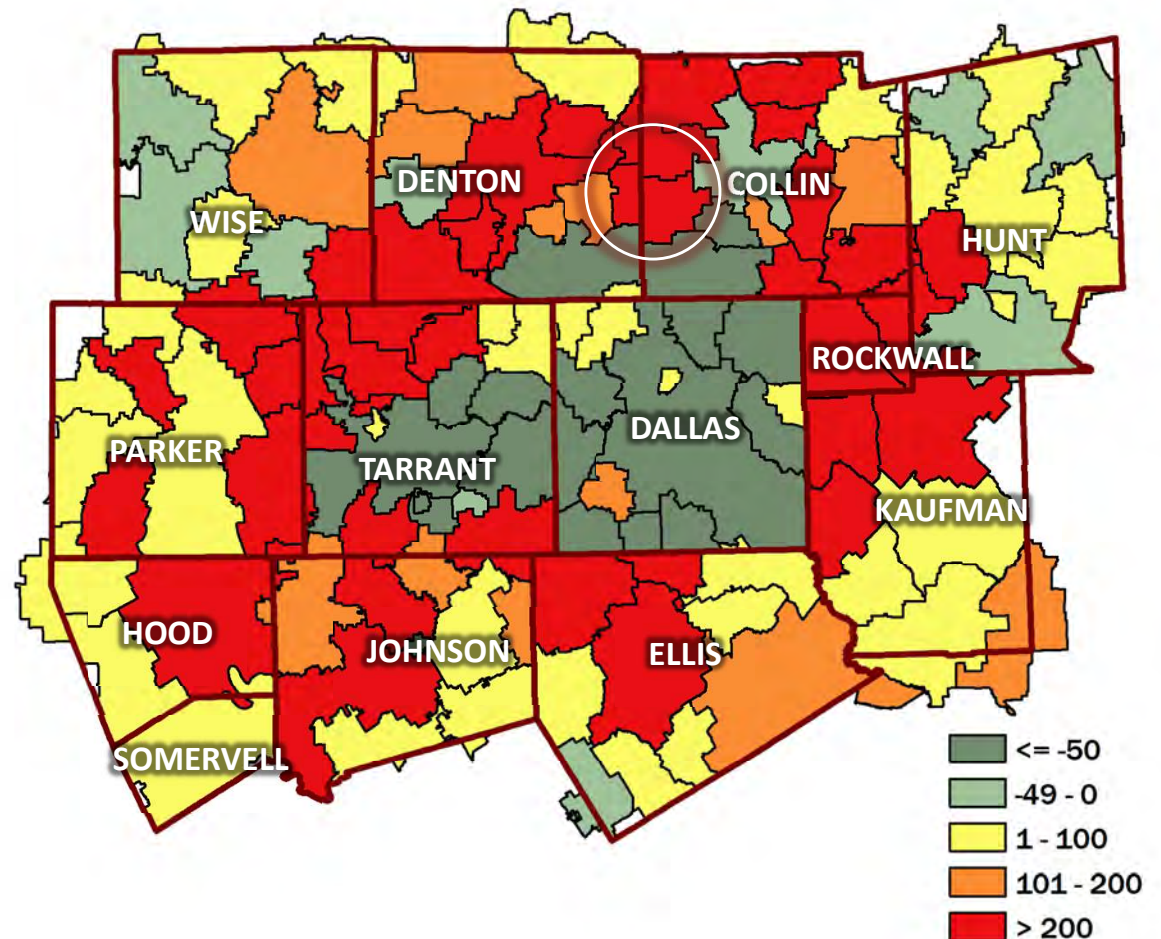 DENTON
COLLIN
WISE
HUNT
ROCKWALL
DALLAS
PARKER
TARRANT
KAUFMAN
HOOD
JOHNSON
ELLIS
SOMERVELL
<= -50
-49 - 0
1 - 100
101 - 200
> 200